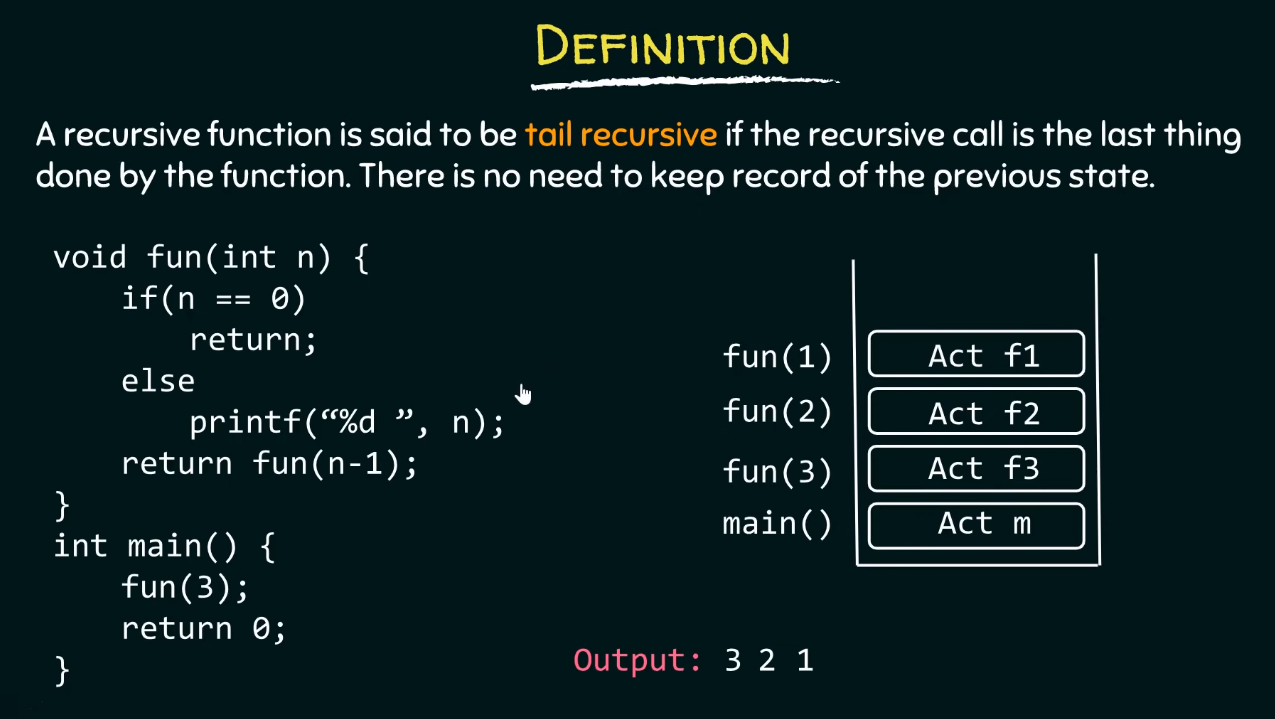 DEFINITION
A recursive function is said to be tail recursive if the recursive call is the last thing
done by the function. There is no need to keep record of the previous state.
void fun(int n) {
if(n == 0)
return;
else
printf(“%d ”, n);
return fun(n-1);
}
int main() {
fun(3);
return 0;
}
fun(1) Act f1
fun(2) Act f2
fun(3) Act f3
main() Act m
Output: 3 2 1